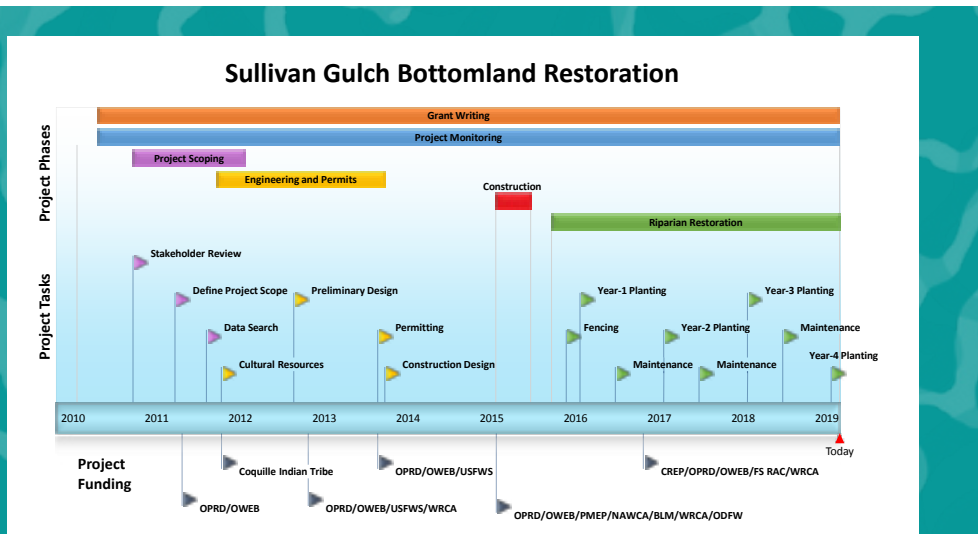 Sullivan Gulch Bottomland Restoration
Project Phases
Grant Writing
Project Monitoring
Project Scoping
Engineering and Permits
Construction
Riparian Restoration
Project Tasks
Stakeholder Review
Define Project Scope
Preliminary Design
Year-1 Planting
Year-3 Planting
Data Search
Permitting
Fencing
Year-2 Planting
Maintenance
Year-4 Planting
Cultural Resources
Construction Design
Maintenance
Maintenance
2010 2011 2012 2013 2014 2015 2016 2017 2018 2019
Today
Project
Funding
Coquille Indian Tribe
OPRD/OWEB/USFWS
CREP/OPRD/OWEB/FS RAC/WRCA
OPRD/OWEB
OPRD/OWEB/USFWS/WRCA
OPRD/OWEB/PMEP/NAWCA/BLM/WRCA/ODFW